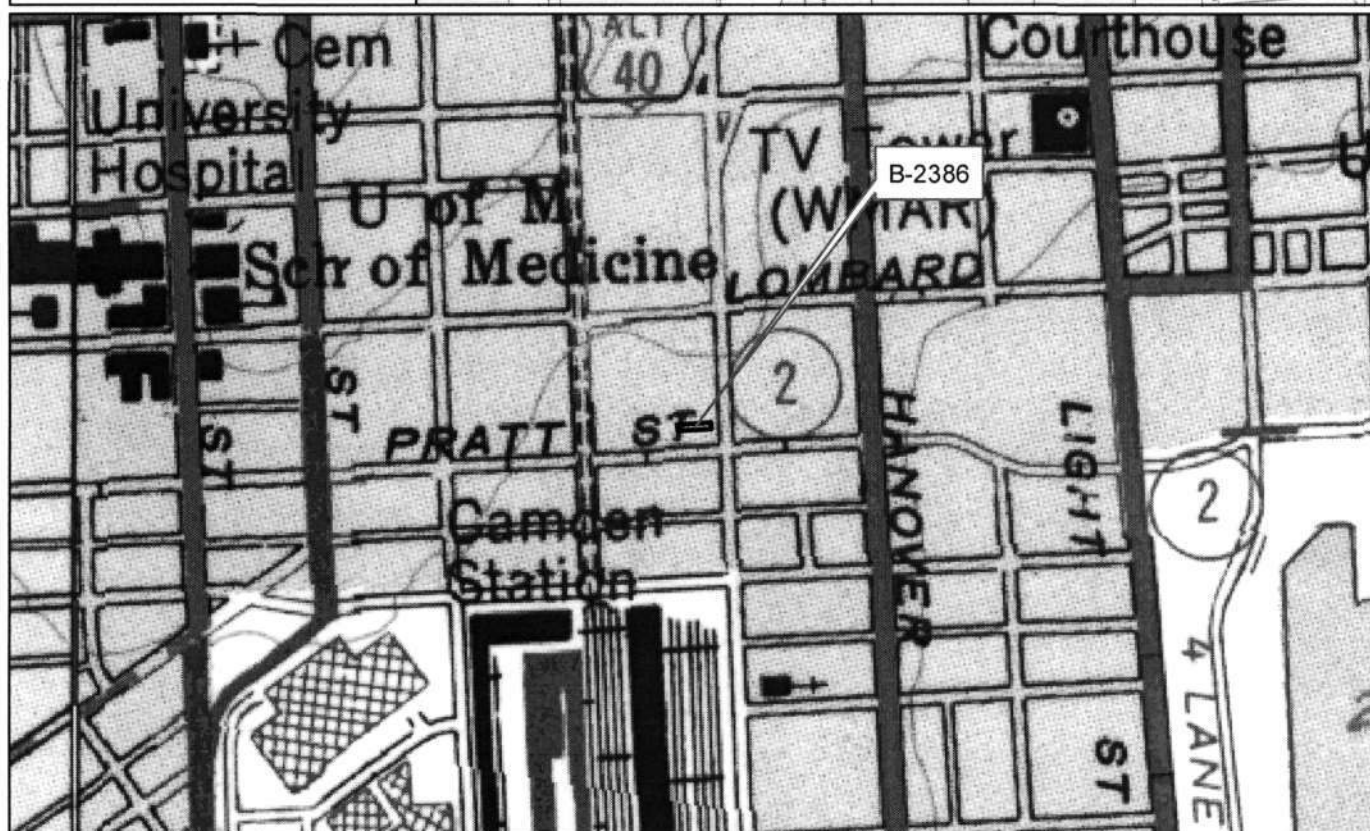 Cem
ALT
40
Courthouse
University
Hospital
TV Tower
(WMAR)
B-2386
U of M
Sch of Medicine
LOMBARD
2
ST
ST
PRATT ST
HANOVER
LIGHT
2
Camden
Station
4 LANE
ST